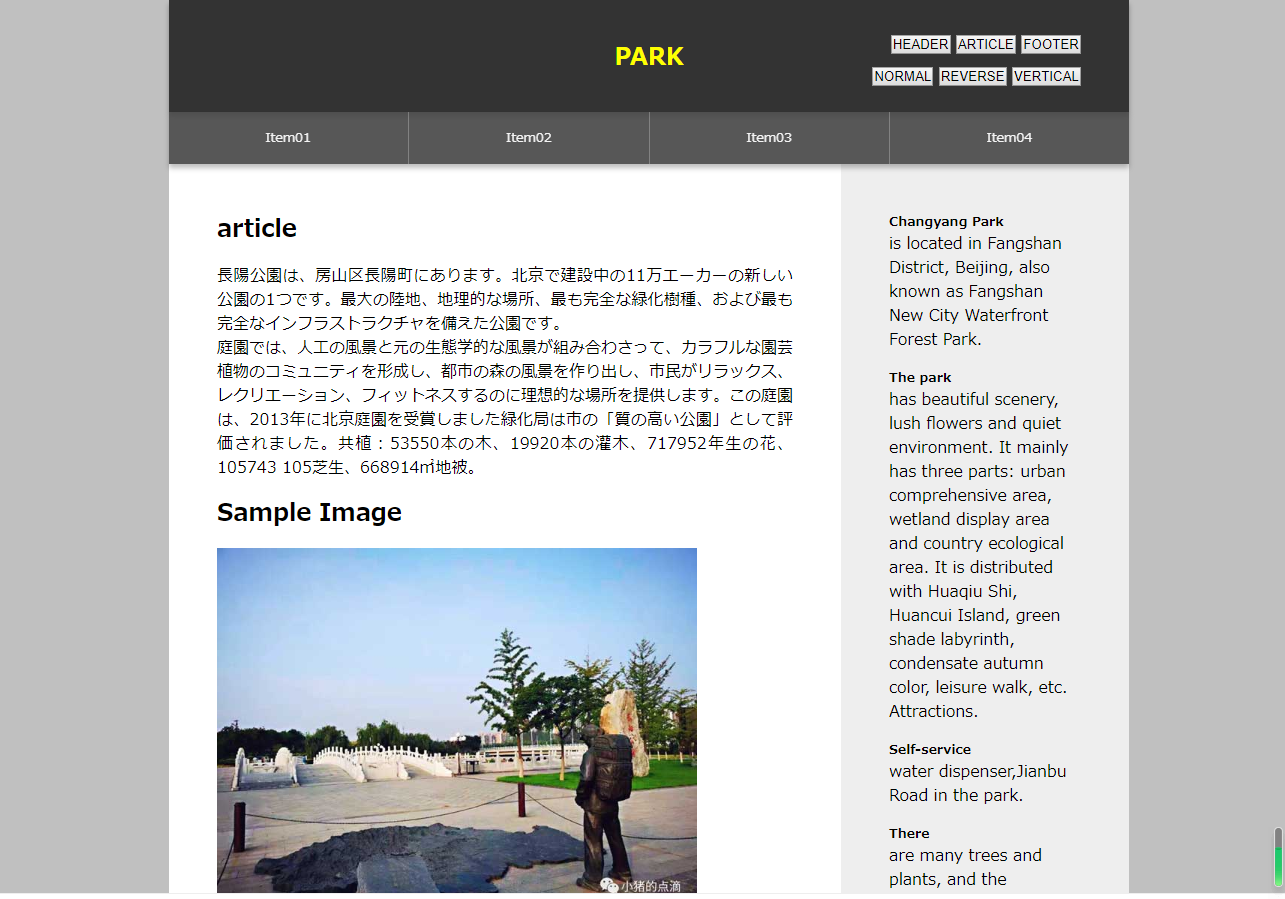 PARK
HEADER ARTICLE FOOTER
NORMAL REVERSE VERTICAL
Item01 Item02 Item03 Item04
article
長陽公園は、房山区長陽町にあります。北京で建設中の11万エーカーの新しい
公園の1つです。最大の陸地、地理的な場所、最も完全な緑化樹種、および最も
完全なインフラストラクチャを備えた公園です。
庭園では、人工の風景と元の生態学的な風景が組み合わさって、カラフルな園芸
植物のコミュニティを形成し、都市の森の風景を作り出し、市民がリラックス、
レクリエーション、フィットネスするのに理想的な場所を提供します。この庭園
は、2013年に北京庭園を受賞しました緑化局は市の「質の高い公園」として評
価されました。共植：53550本の木、19920本の灌木、717952年生の花、
105743 105芝生、668914㎡地被。
Sample Image
小猪的点滴
Changyang Park
is located in Fangshan
District, Beijing, also
known as Fangshan
New City Waterfront
Forest Park.
The park
has beautiful scenery,
lush flowers and quiet
environment. It mainly
has three parts: urban
comprehensive area,
wetland display area
and country ecological
area. It is distributed
with Huaqiu Shi,
Huancui Island, green
shade labyrinth,
condensate autumn
color, leisure walk, etc.
Attractions.
Self-service
water dispenser,Jianbu
Road in the park.
There
are many trees and
plants, and the